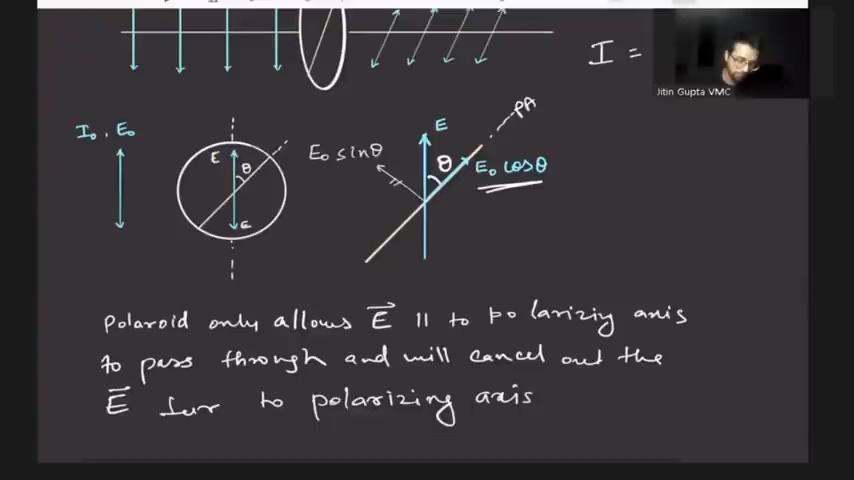 I =
Jitin Gupta VMC
PA
I₀, E₀
E
θ
E
E₀ sinθ
E
θ
E₀ cosθ
Polaroid only allows E⃗ || to polarizing axis
to pass through and will cancel out the
E⃗ ⊥ur to polarizing axis